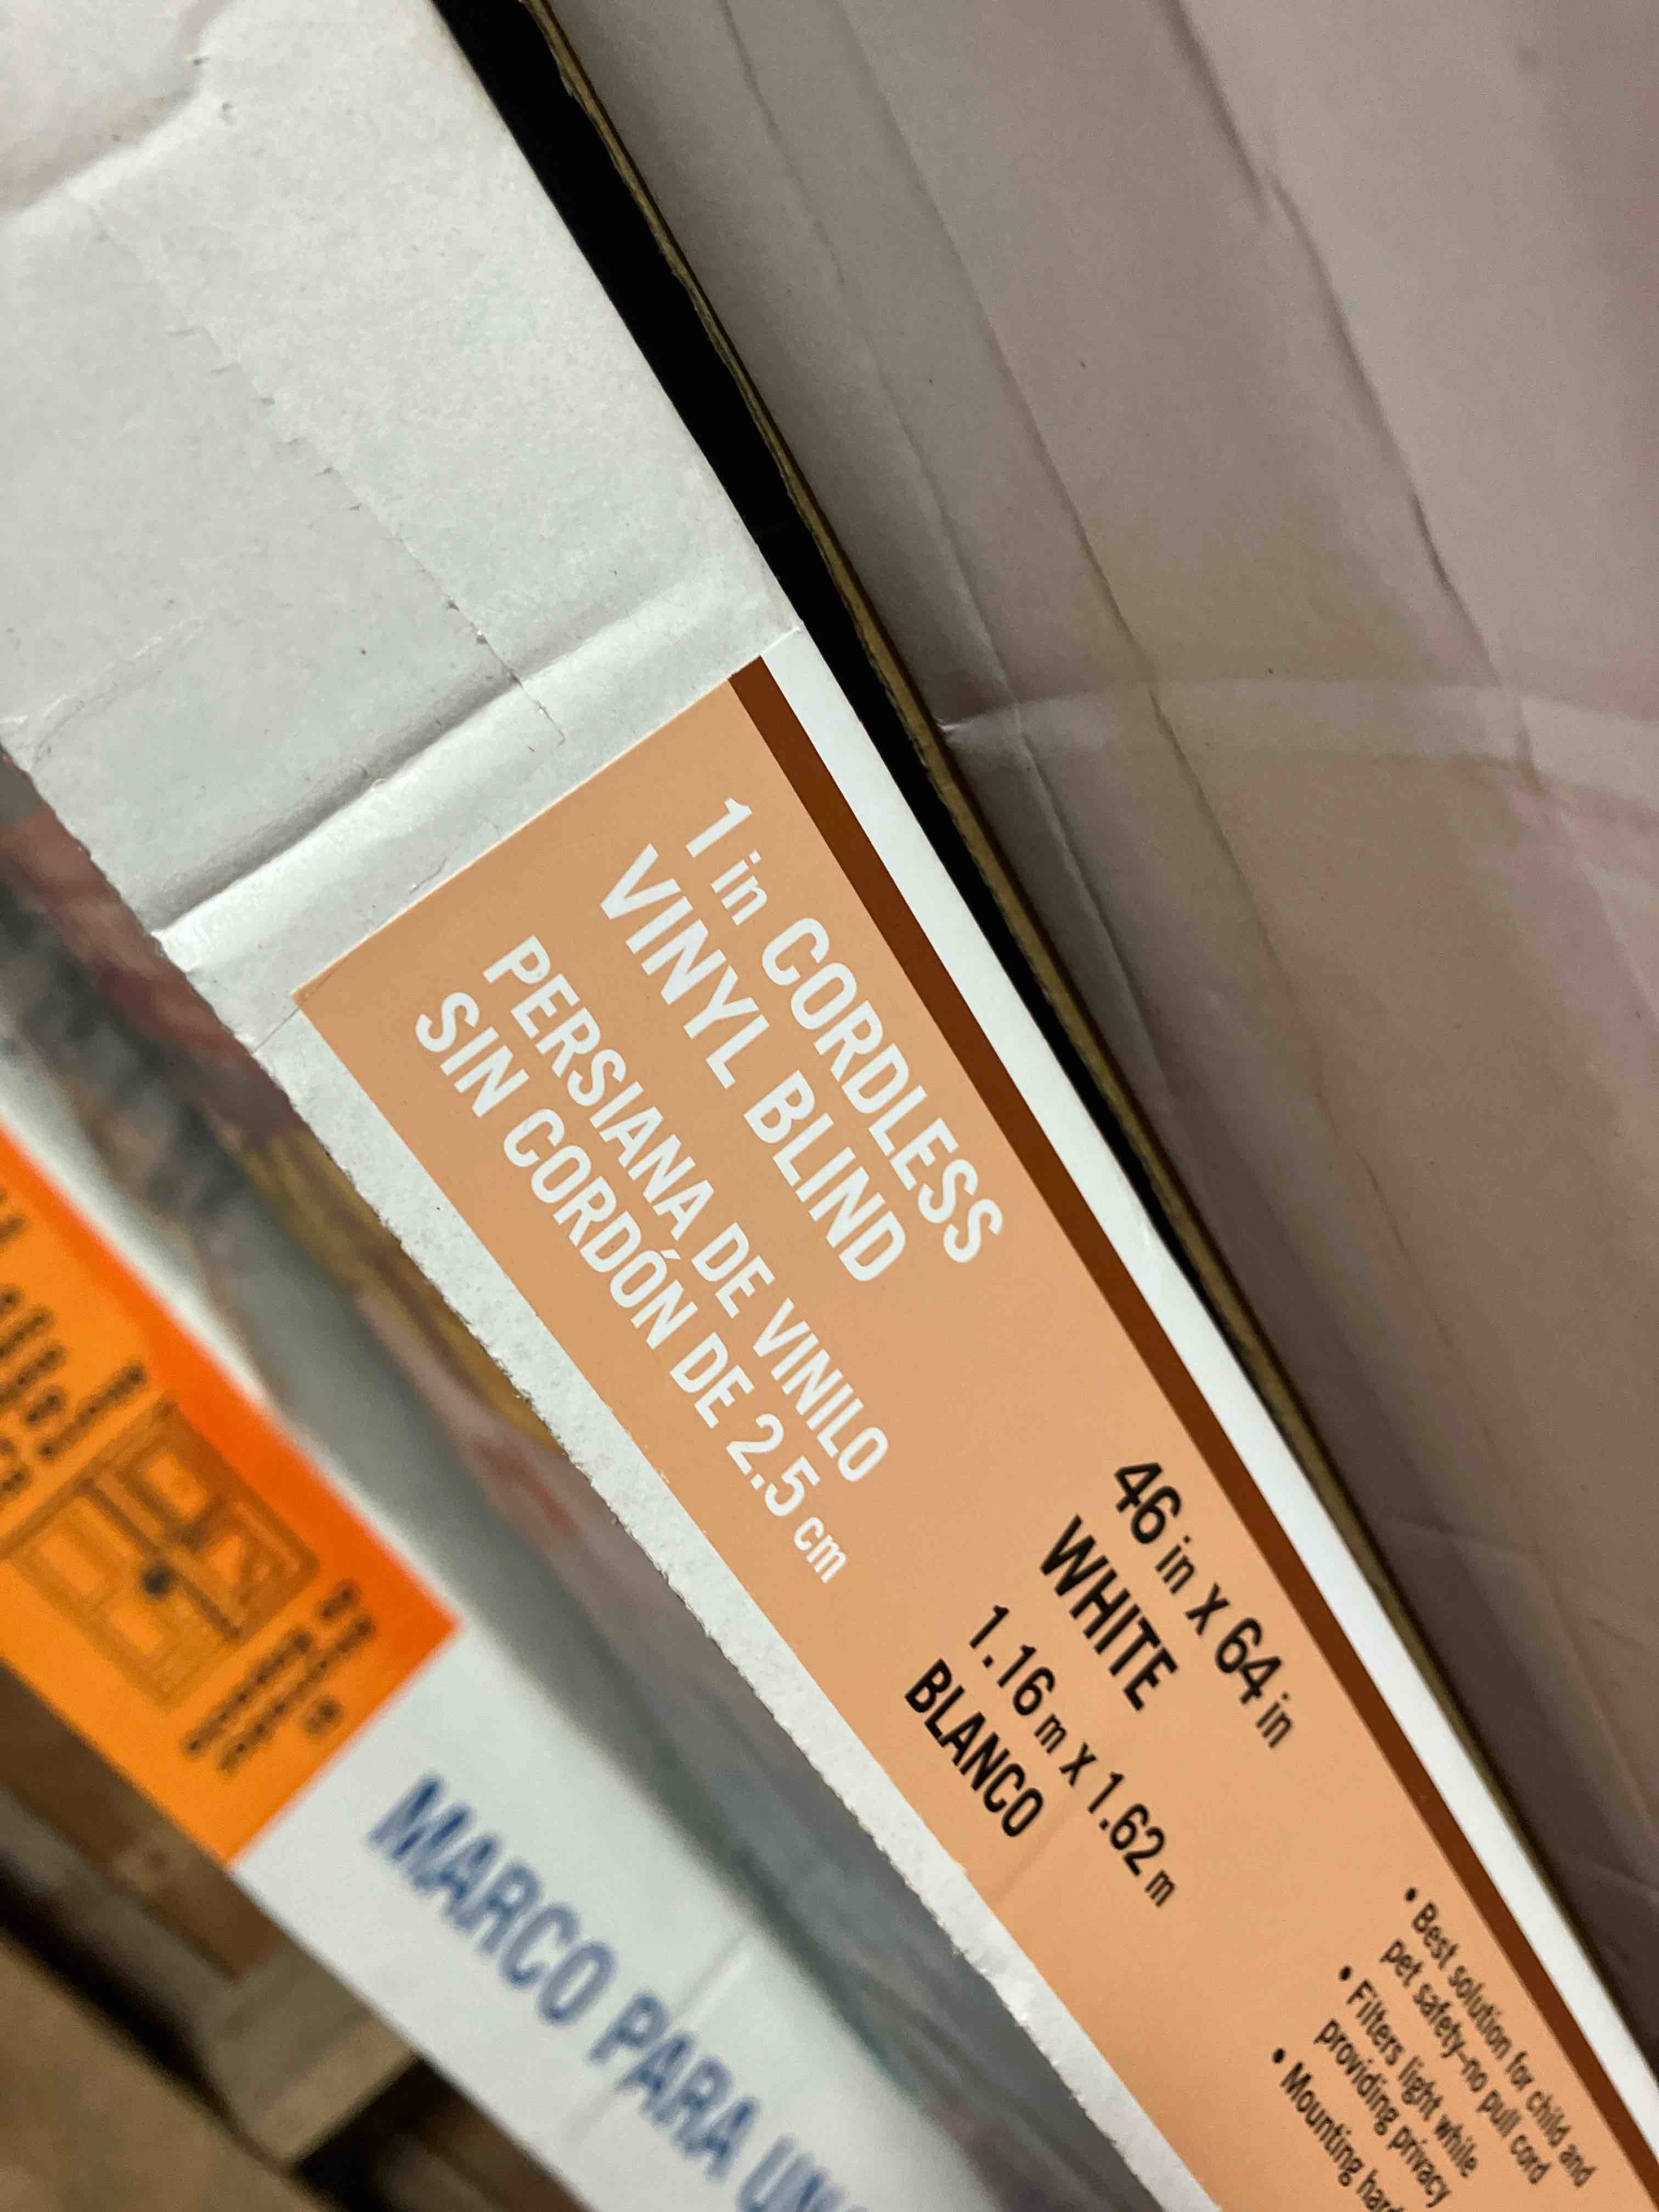 1 in CORDLESS
VINYL BLIND
PERSIANA DE VINILO
SIN CORDÓN DE 2.5 cm
46 in X 64 in
WHITE
1.16 m X 1.62 m
BLANCO
• Best solution for child and
pet safety–no pull cord
• Filters light while
providing privacy
• Mounting
MARCO PARA